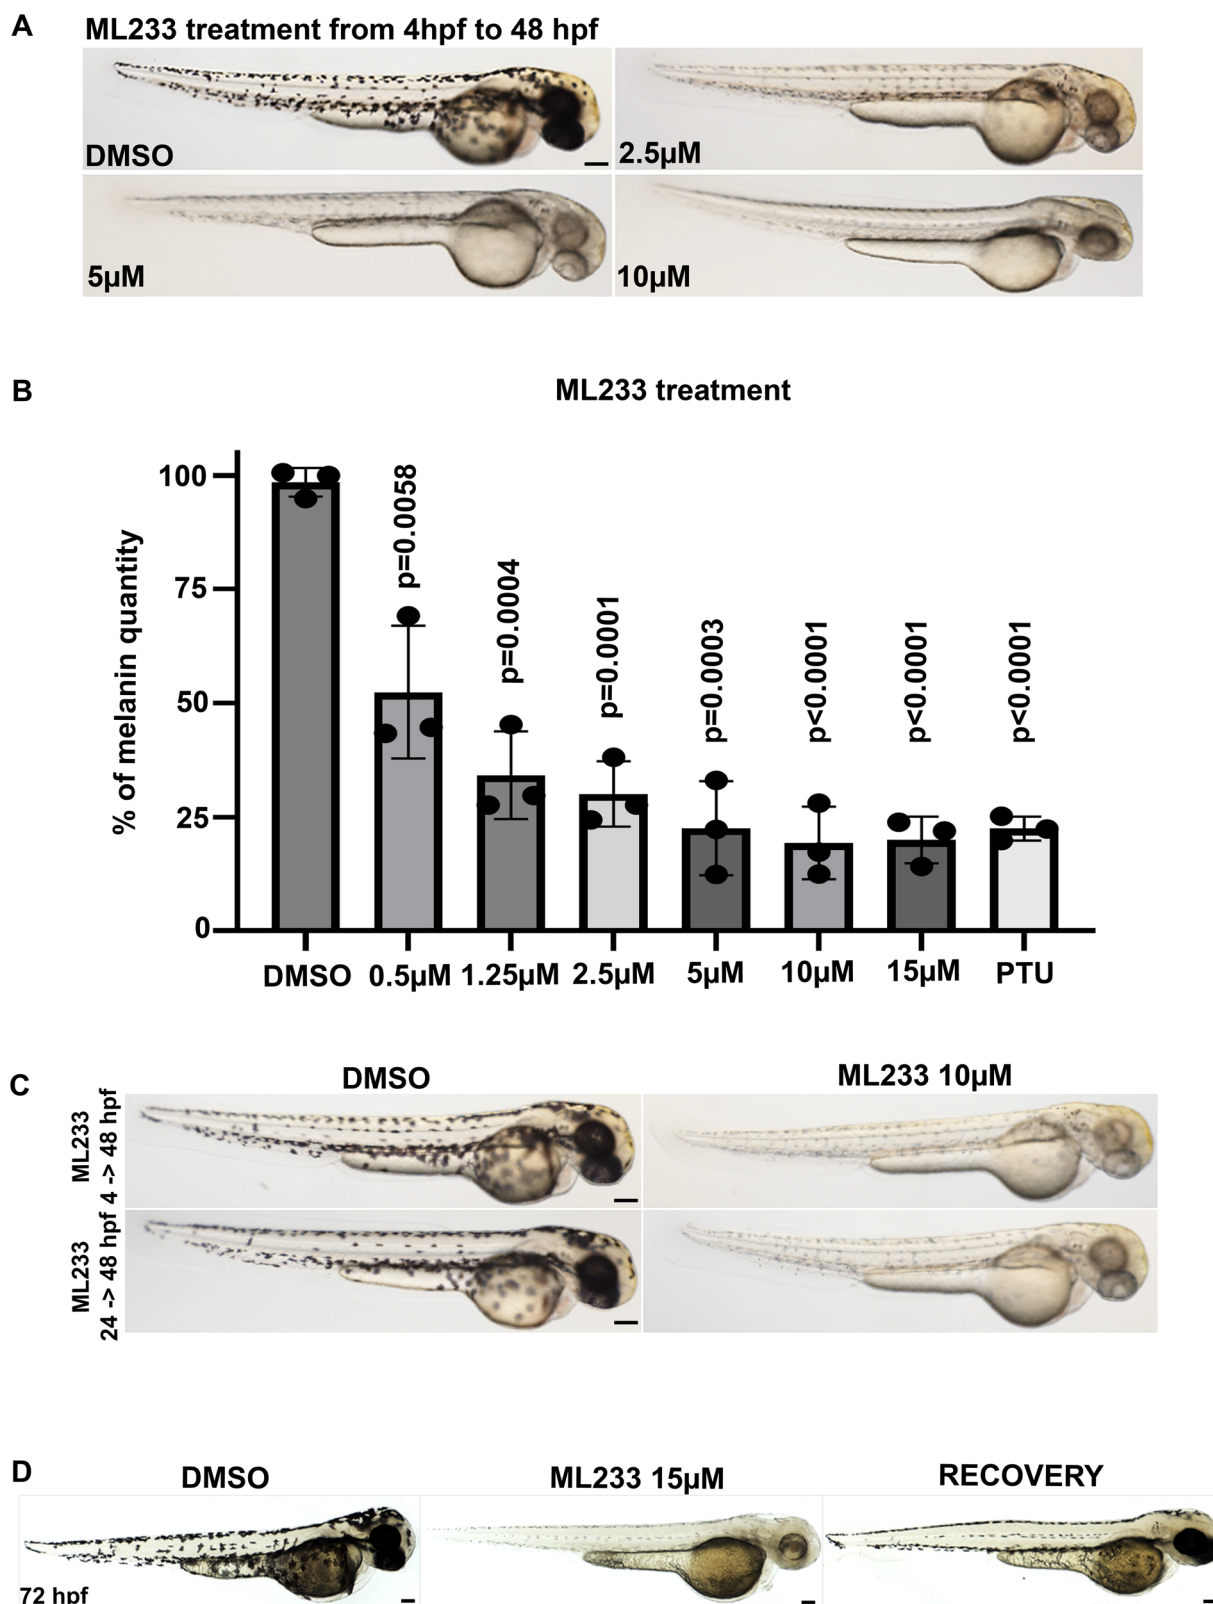 A
ML233 treatment from 4hpf to 48 hpf
DMSO
2.5µM
5µM
10µM
B
ML233 treatment
% of melanin quantity
100
75
50
25
0
p=0.0058
p=0.0004
p=0.0001
p=0.0003
p<0.0001
p<0.0001
p<0.0001
DMSO
0.5µM
1.25µM
2.5µM
5µM
10µM
15µM
PTU
C
DMSO
ML233 10µM
ML233
4 -> 48 hpf
ML233
24 -> 48 hpf
D
DMSO
ML233 15µM
RECOVERY
72 hpf